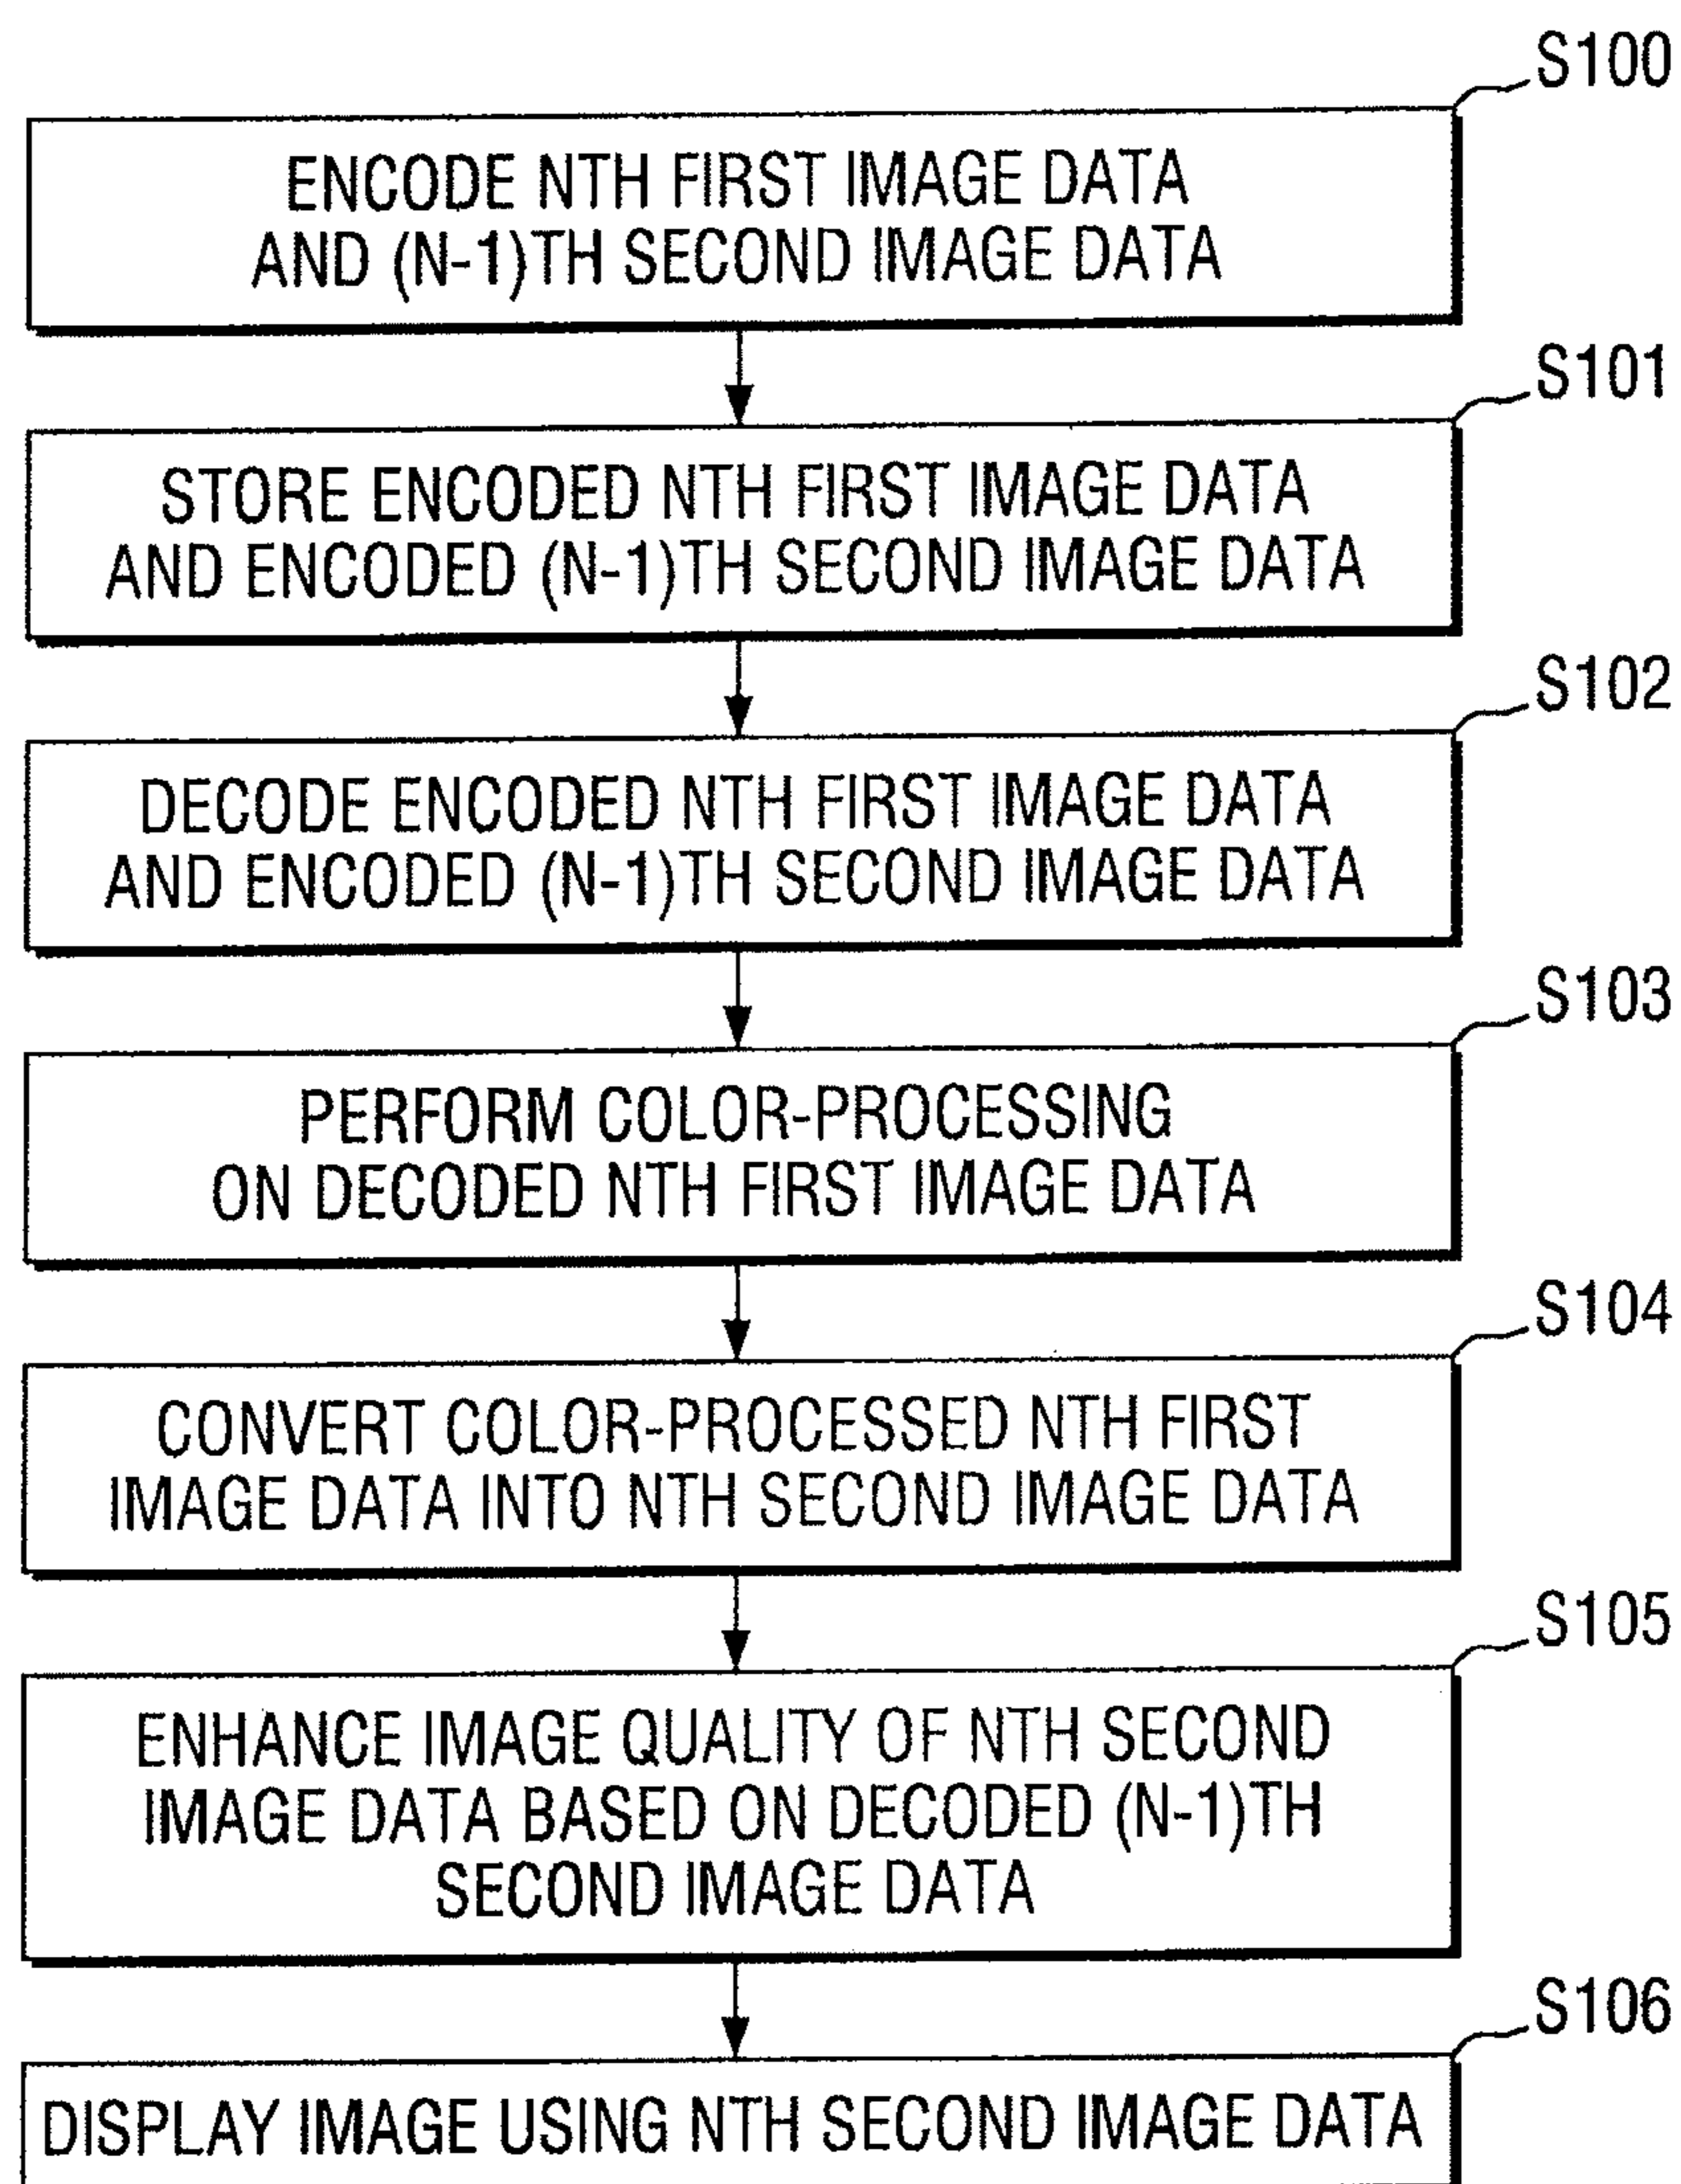 S100
ENCODE NTH FIRST IMAGE DATA
AND (N-1)TH SECOND IMAGE DATA
S101
STORE ENCODED NTH FIRST IMAGE DATA
AND ENCODED (N-1)TH SECOND IMAGE DATA
S102
DECODE ENCODED NTH FIRST IMAGE DATA
AND ENCODED (N-1)TH SECOND IMAGE DATA
S103
PERFORM COLOR-PROCESSING
ON DECODED NTH FIRST IMAGE DATA
S104
CONVERT COLOR-PROCESSED NTH FIRST
IMAGE DATA INTO NTH SECOND IMAGE DATA
S105
ENHANCE IMAGE QUALITY OF NTH SECOND
IMAGE DATA BASED ON DECODED (N-1)TH
SECOND IMAGE DATA
S106
DISPLAY IMAGE USING NTH SECOND IMAGE DATA